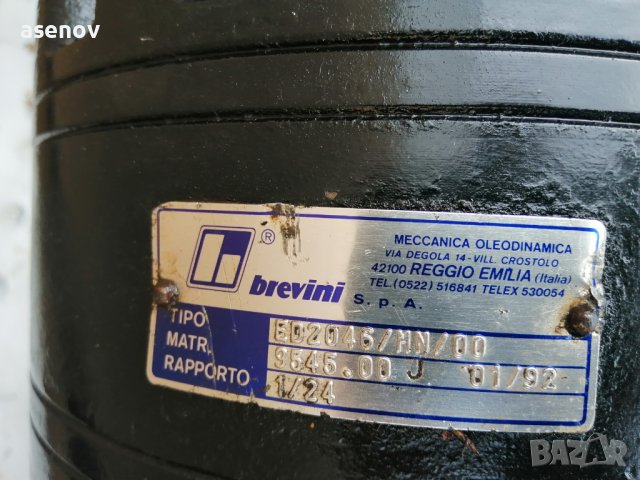 asenov
®
brevini
S.p.A.
MECCANICA OLEODINAMICA
VIA DEGOLA 14 - VILL. CROSTOLO
42100 REGGIO EMILIA (Italia)
TEL.(0522) 516841 TELEX 530054
TIPO ED2046/MN/00
MATR. 9545.00 J 01/92
RAPPORTO 1/24
BAZAR